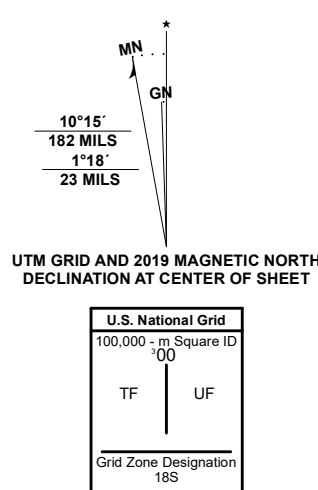 ★
MN
GN
10°15´
182 MILS
1°18´
23 MILS
UTM GRID AND 2019 MAGNETIC NORTH
DECLINATION AT CENTER OF SHEET
U.S. National Grid
100,000 - m Square ID
³00
TF UF
Grid Zone Designation
18S